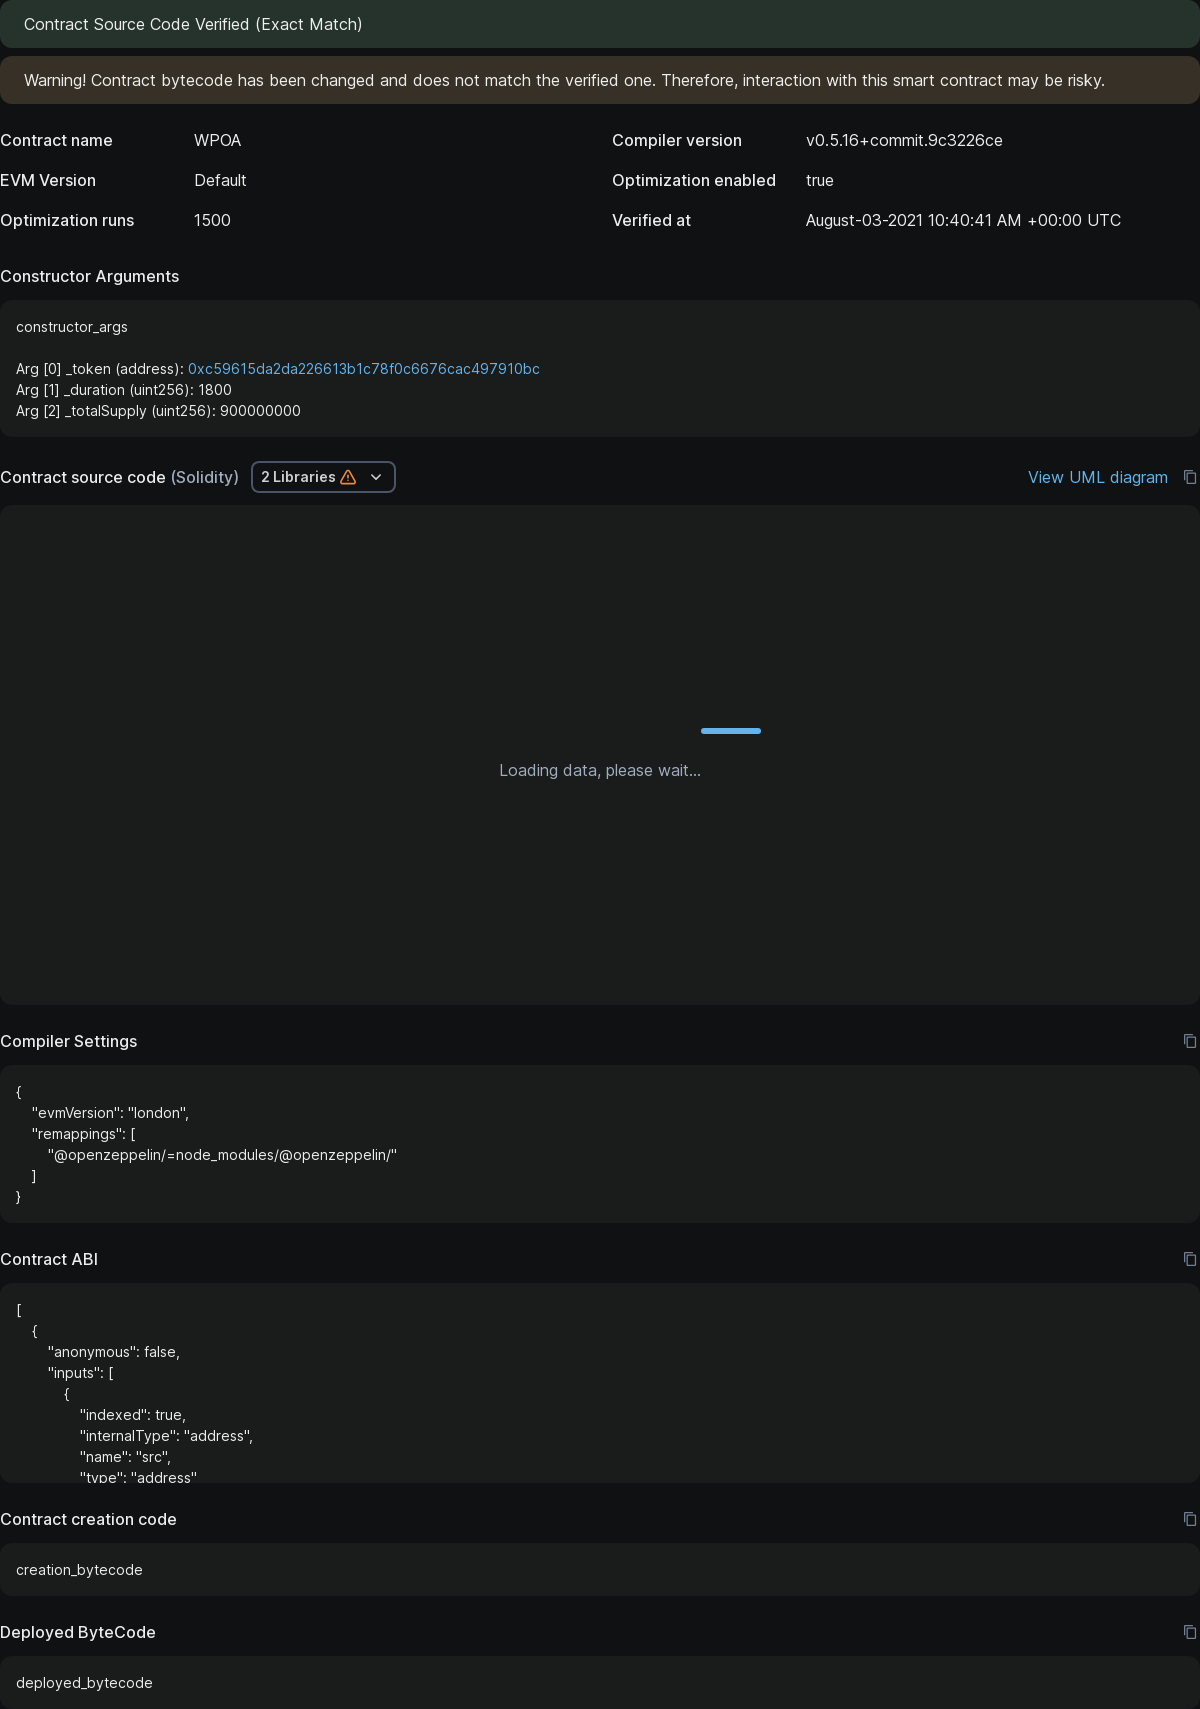 Contract Source Code Verified (Exact Match)
Warning! Contract bytecode has been changed and does not match the verified one. Therefore, interaction with this smart contract may be risky.
Contract name WPOA Compiler version v0.5.16+commit.9c3226ce
EVM Version Default Optimization enabled true
Optimization runs 1500 Verified at August-03-2021 10:40:41 AM +00:00 UTC
Constructor Arguments
constructor_args
Arg [0] _token (address): 0xc59615da2da226613b1c78f0c6676cac497910bc
Arg [1] _duration (uint256): 1800
Arg [2] _totalSupply (uint256): 900000000
Contract source code (Solidity) 2 Libraries View UML diagram
Loading data, please wait...
Compiler Settings
{
"evmVersion": "london",
"remappings": [
"@openzeppelin/=node_modules/@openzeppelin/"
]
}
Contract ABI
[
{
"anonymous": false,
"inputs": [
{
"indexed": true,
"internalType": "address",
"name": "src",
"type": "address"
Contract creation code
creation_bytecode
Deployed ByteCode
deployed_bytecode